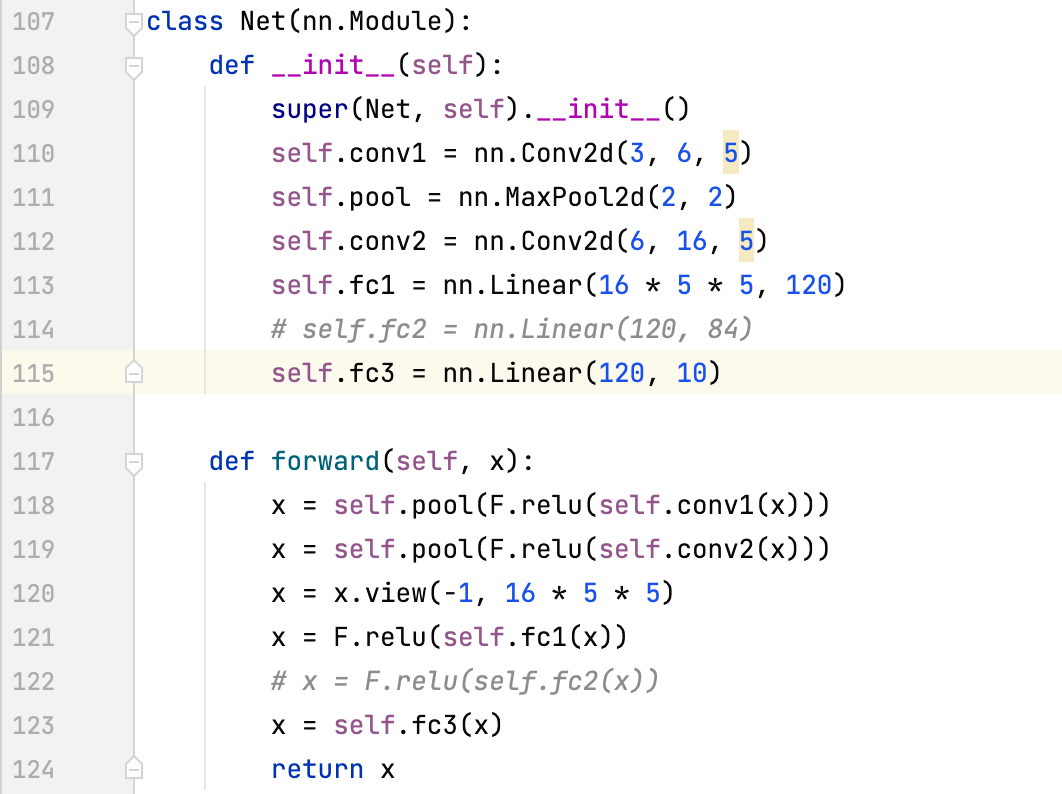 107 class Net(nn.Module):
108     def __init__(self):
109         super(Net, self).__init__()
110         self.conv1 = nn.Conv2d(3, 6, 5)
111         self.pool = nn.MaxPool2d(2, 2)
112         self.conv2 = nn.Conv2d(6, 16, 5)
113         self.fc1 = nn.Linear(16 * 5 * 5, 120)
114         # self.fc2 = nn.Linear(120, 84)
115         self.fc3 = nn.Linear(120, 10)
116
117     def forward(self, x):
118         x = self.pool(F.relu(self.conv1(x)))
119         x = self.pool(F.relu(self.conv2(x)))
120         x = x.view(-1, 16 * 5 * 5)
121         x = F.relu(self.fc1(x))
122         # x = F.relu(self.fc2(x))
123         x = self.fc3(x)
124         return x